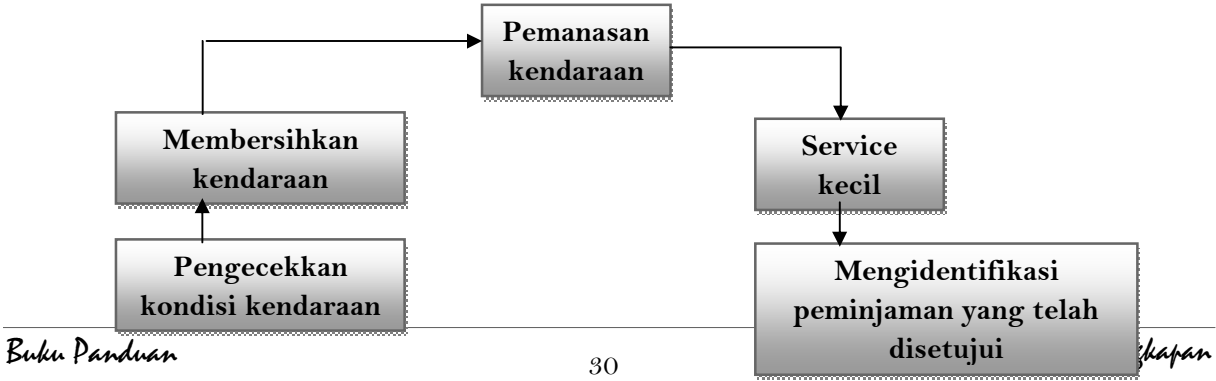 Pemanasan
kendaraan
Membersihkan
kendaraan
Service
kecil
Pengecekkan
kondisi kendaraan
Mengidentifikasi
peminjaman yang telah
disetujui
Buku Panduan
30